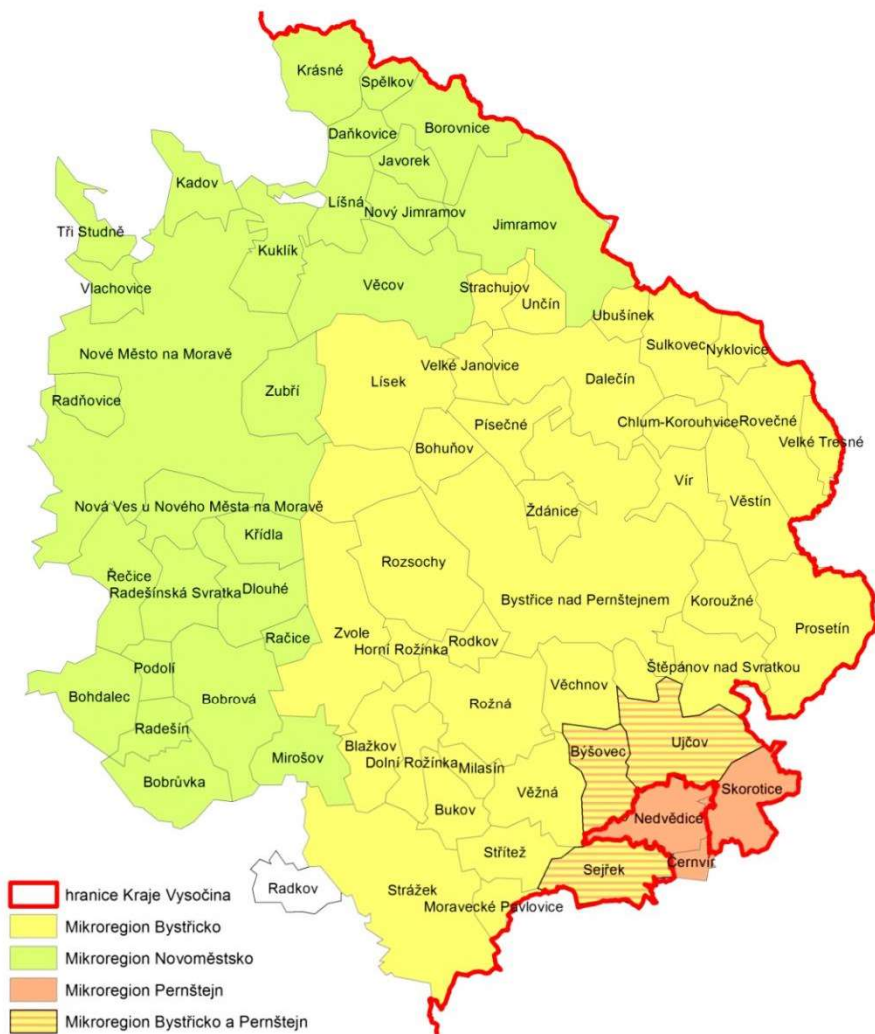 Krásné
Spělkov
Daňkovice
Borovnice
Javorek
Kadov
Líšná
Nový Jimramov
Jimramov
Tři Studně
Kuklík
Vlachovice
Věcov
Strachujov
Unčín
Ubušínek
Sulkovec
Nyklovice
Nové Město na Moravě
Velké Janovice
Lísek
Dalečín
Zubří
Radňovice
Písečné
Chlum-Korouhvice
Rovečné
Velké Tresné
Bohuňov
Vír
Věstín
Nová Ves u Nového Města na Moravě
Ždánice
Křídla
Rozsochy
Řečice
Radešínská Svratka
Dlouhé
Bystřice nad Pernštejnem
Koroužné
Prosetín
Račice
Zvole
Horní Rožínka
Rodkov
Podolí
Bohdalec
Bobrová
Štěpánov nad Svratkou
Věchnov
Rožná
Radešín
Blažkov
Býšovec
Ujčov
Mirošov
Dolní Rožínka
Milasín
Bobrůvka
Věžná
Skorotice
Bukov
Nedvědice
Střítež
Černvír
Sejřek
Radkov
Strážek
Moravecké Pavlovice
hranice Kraje Vysočina
Mikroregion Bystřicko
Mikroregion Novoměstsko
Mikroregion Pernštejn
Mikroregion Bystřicko a Pernštejn